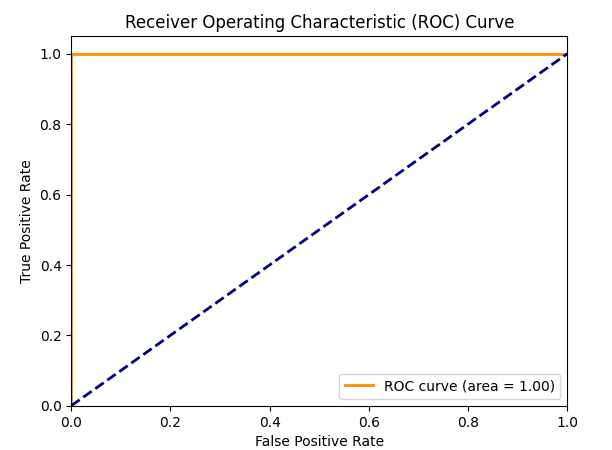 Receiver Operating Characteristic (ROC) Curve
1.0
0.8
0.6
0.4
0.2
0.0
True Positive Rate
ROC curve (area = 1.00)
0.0 0.2 0.4 0.6 0.8 1.0
False Positive Rate